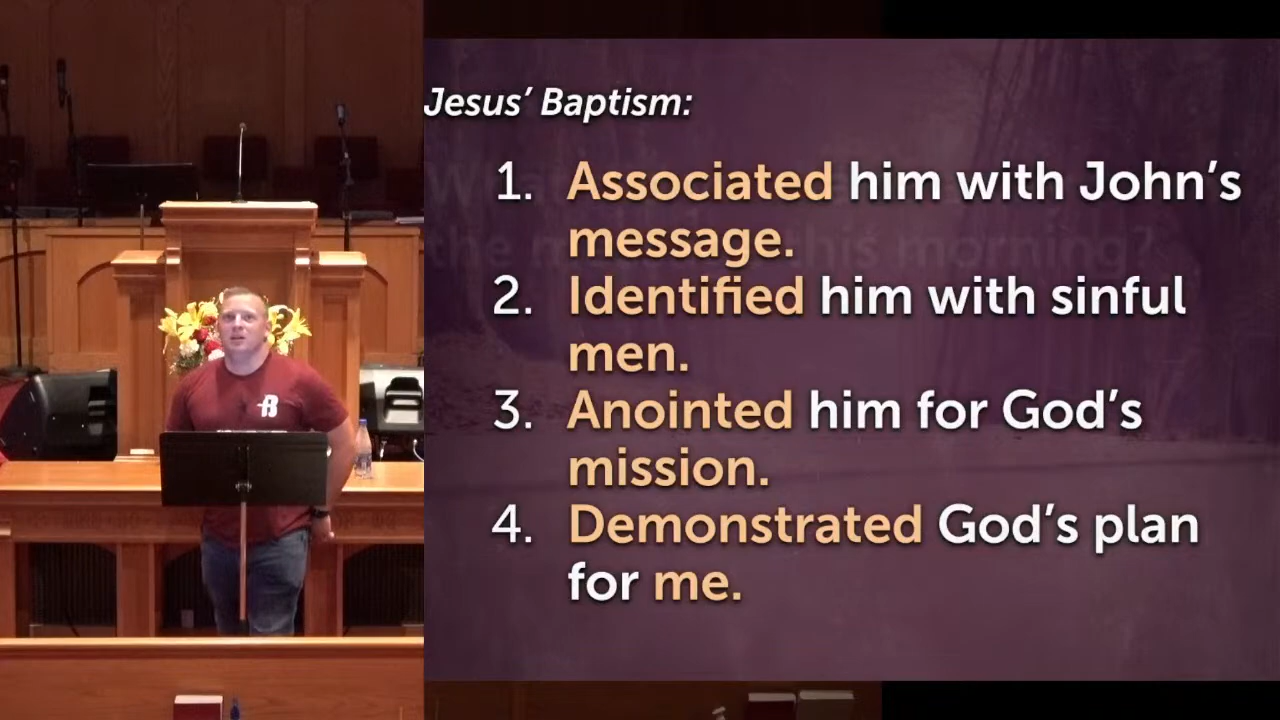 Jesus’ Baptism:
1. Associated him with John’s
message.
2. Identified him with sinful
men.
3. Anointed him for God’s
mission.
4. Demonstrated God’s plan
for me.